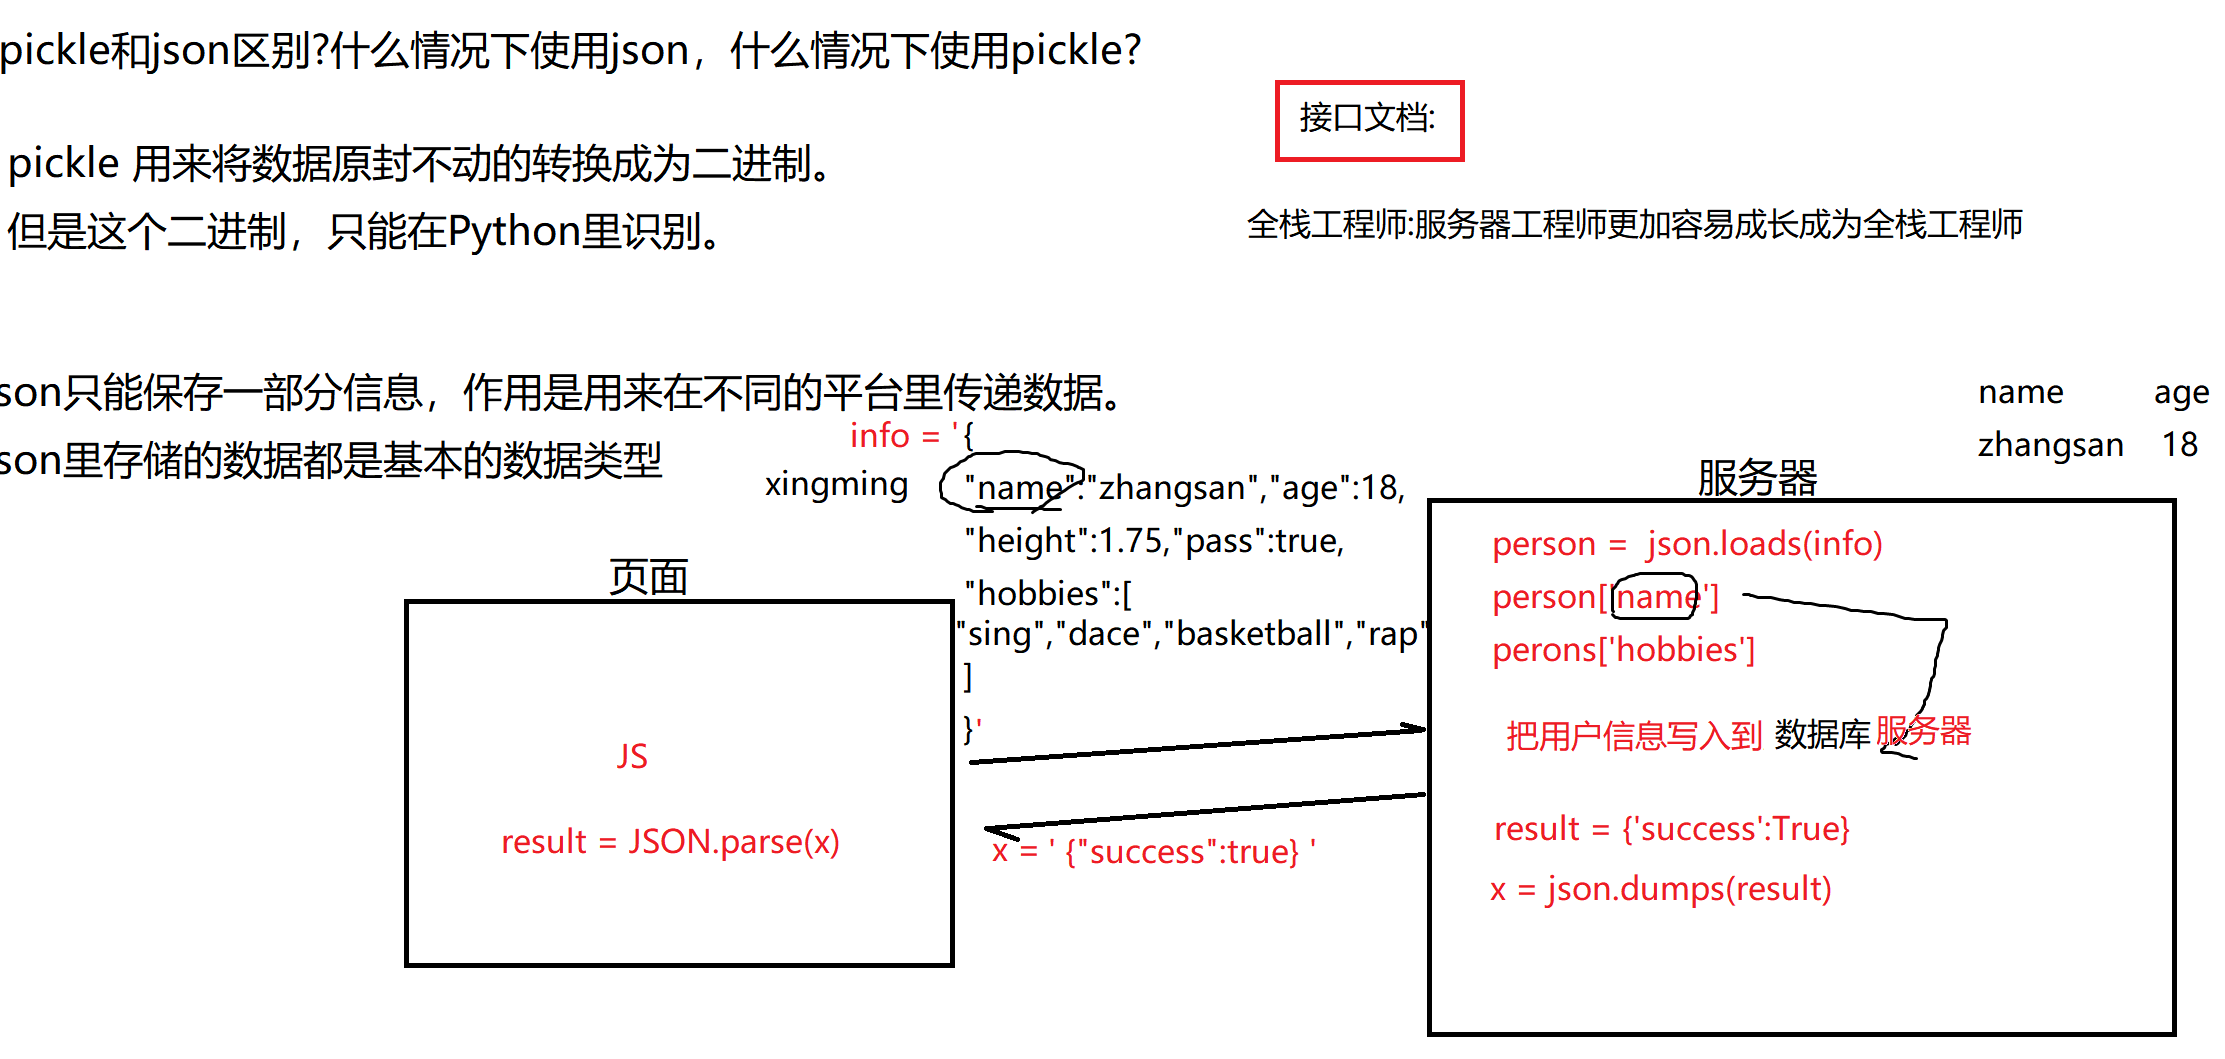 pickle和json区别?什么情况下使用json，什么情况下使用pickle?
接口文档:
pickle 用来将数据原封不动的转换成为二进制。
但是这个二进制，只能在Python里识别。
全栈工程师:服务器工程师更加容易成长成为全栈工程师
son只能保存一部分信息，作用是用来在不同的平台里传递数据。
son里存储的数据都是基本的数据类型
name age
zhangsan 18
info = '{
xingming
"name":"zhangsan","age":18,
"height":1.75,"pass":true,
"hobbies":[
"sing","dace","basketball","rap"
]
}'
页面
JS
result = JSON.parse(x)
x = ' {"success":true} '
服务器
person = json.loads(info)
person['name']
perons['hobbies']
把用户信息写入到 数据库服务器
result = {'success':True}
x = json.dumps(result)